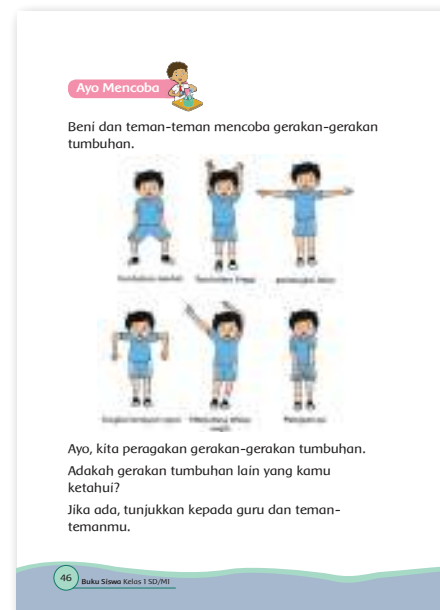 Ayo Mencoba
Beni dan teman-teman mencoba gerakan-gerakan
tumbuhan.
Ayo, kita peragakan gerakan-gerakan tumbuhan.
Adakah gerakan tumbuhan lain yang kamu
ketahui?
Jika ada, tunjukkan kepada guru dan teman-
temanmu.
46 Buku Siswa Kelas 1 SD/MI